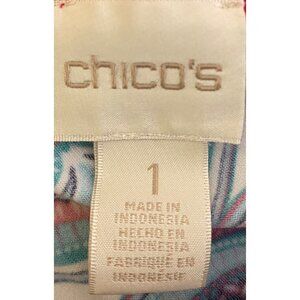 chico's
1
MADE IN
INDONESIA
HECHO EN
INDONESIA
FABRIQUÉ EN
INDONÉSIE